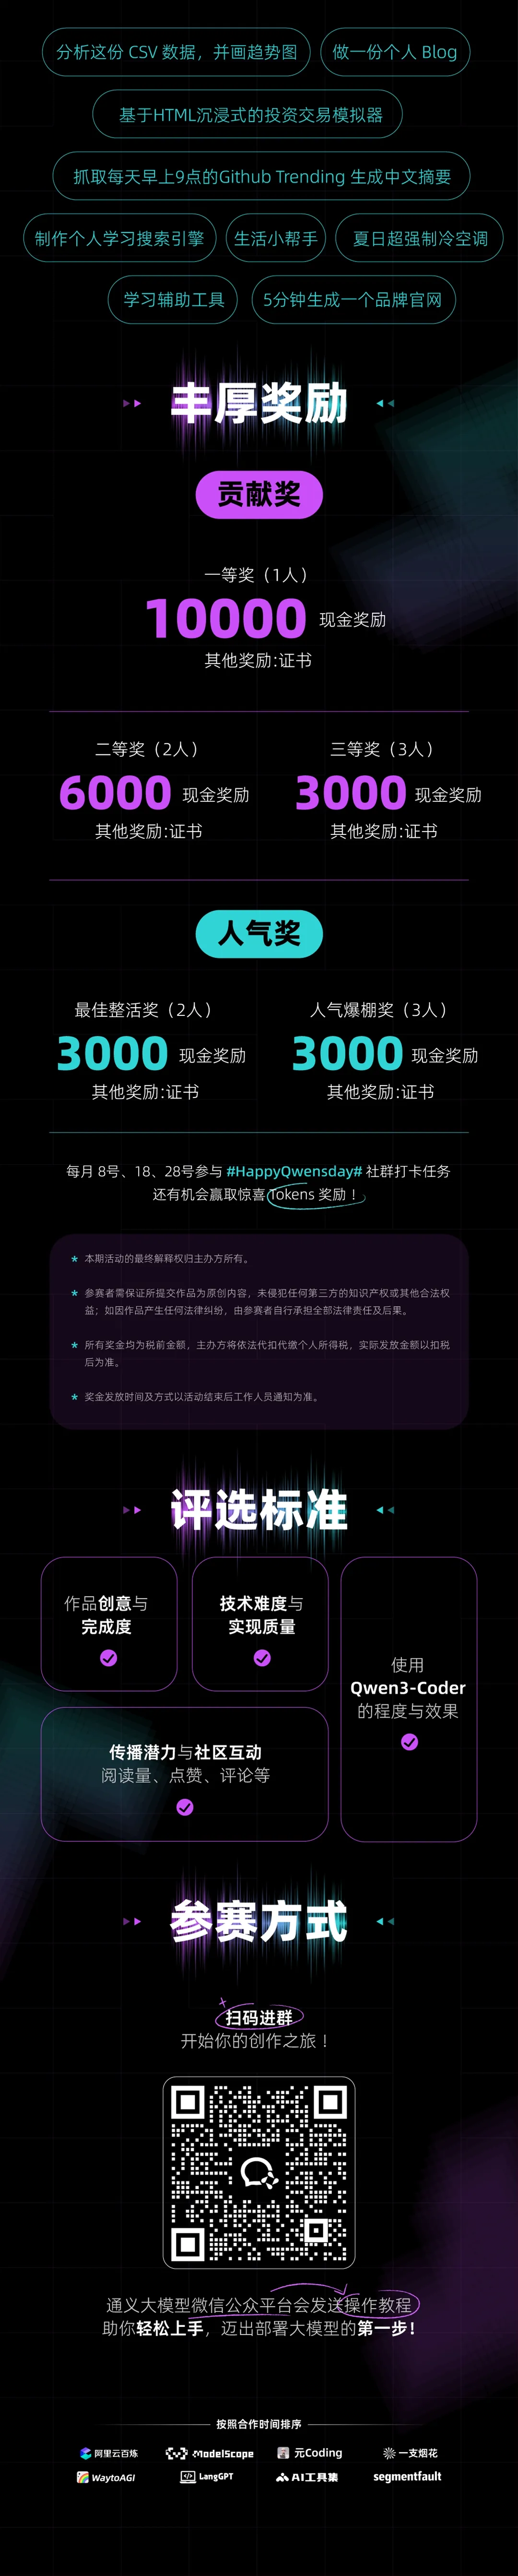 分析这份 CSV 数据，并画趋势图
做一份个人 Blog
基于HTML沉浸式的投资交易模拟器
抓取每天早上9点的Github Trending 生成中文摘要
制作个人学习搜索引擎
生活小帮手
夏日超强制冷空调
学习辅助工具
5分钟生成一个品牌官网
丰厚奖励
贡献奖
一等奖（1人）
10000 现金奖励
其他奖励:证书
二等奖（2人）
6000 现金奖励
其他奖励:证书
三等奖（3人）
3000 现金奖励
其他奖励:证书
人气奖
最佳整活奖（2人）
3000 现金奖励
其他奖励:证书
人气爆棚奖（3人）
3000 现金奖励
其他奖励:证书
每月 8号、18、28号参与 #HappyQwensday# 社群打卡任务
还有机会赢取惊喜 Tokens 奖励！
* 本期活动的最终解释权归主办方所有。
* 参赛者需保证所提交作品为原创内容，未侵犯任何第三方的知识产权或其他合法权
益；如因作品产生任何法律纠纷，由参赛者自行承担全部法律责任及后果。
* 所有奖金均为税前金额，主办方将依法代扣代缴个人所得税，实际发放金额以扣税
后为准。
* 奖金发放时间及方式以活动结束后工作人员通知为准。
评选标准
作品创意与
完成度
技术难度与
实现质量
使用
Qwen3-Coder
的程度与效果
传播潜力与社区互动
阅读量、点赞、评论等
参赛方式
扫码进群
开始你的创作之旅！
通义大模型微信公众平台会发送操作教程
助你轻松上手，迈出部署大模型的第一步！
按照合作时间排序
阿里云百炼
ModelScope
元Coding
一支烟花
WaytoAGI
LangGPT
AI工具集
segmentfault